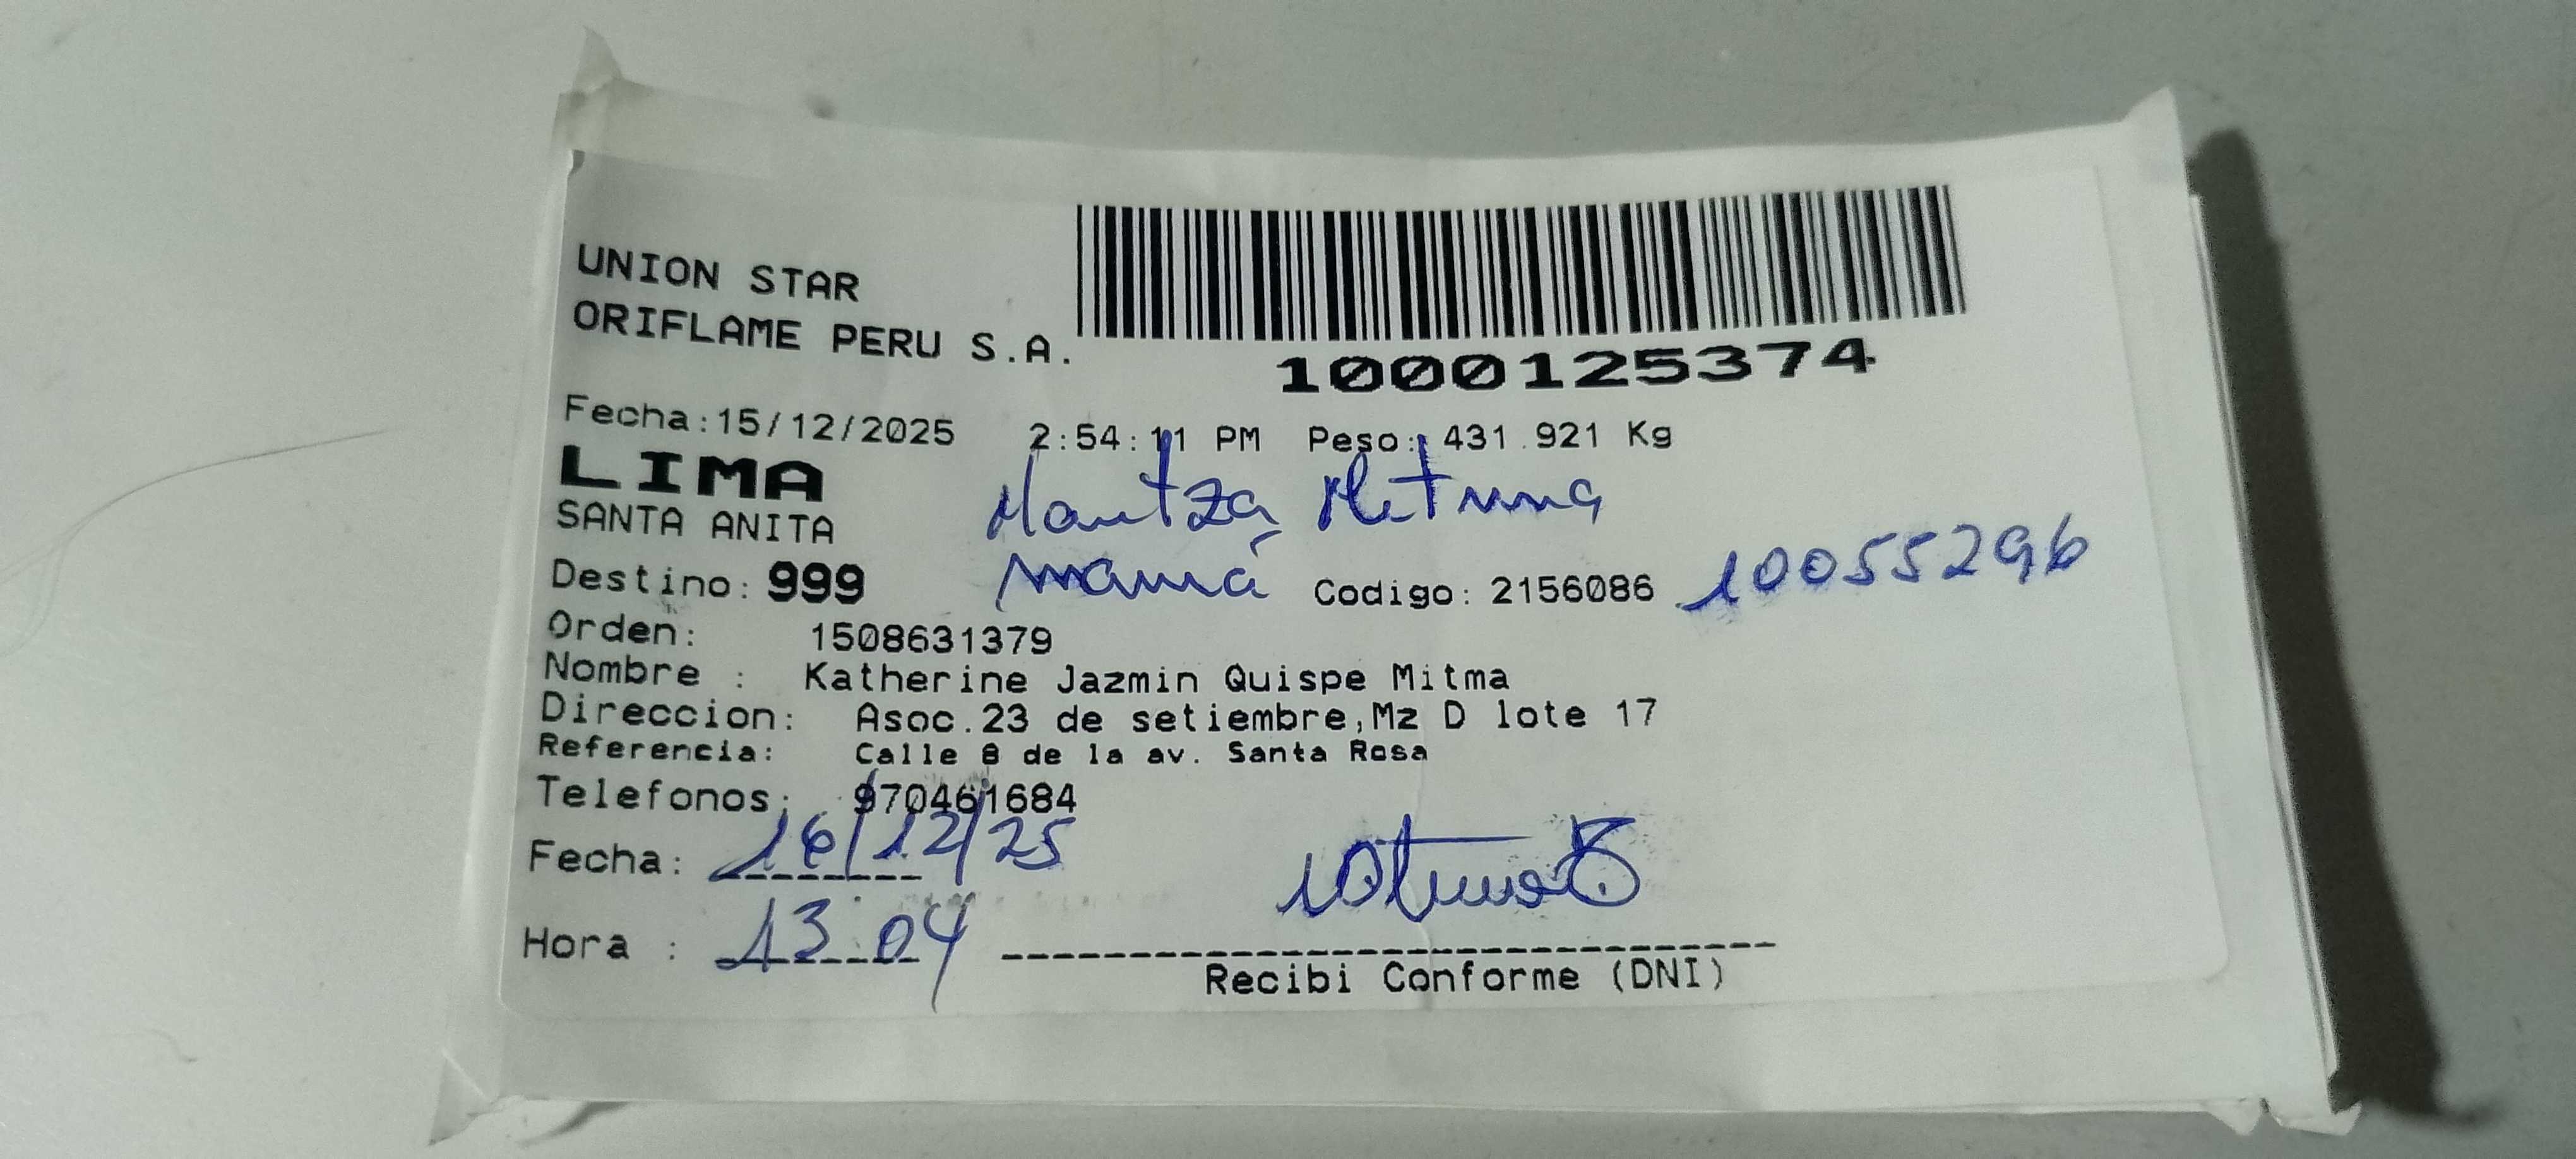 UNION STAR
ORIFLAME PERU S.A.
1000125374
Fecha:15/12/2025 2:54:11 PM Peso: 431.921 Kg
LIMA
SANTA ANITA
mamá
Destino: 999 Codigo: 2156086 10055296
Orden: 1508631379
Nombre : Katherine Jazmin Quispe Mitma
Direccion: Asoc.23 de setiembre,Mz D lote 17
Referencia: Calle 8 de la av. Santa Rosa
Telefonos: 970461684
Fecha: 16/12/25
Hora : 13 04
Recibi Conforme (DNI)